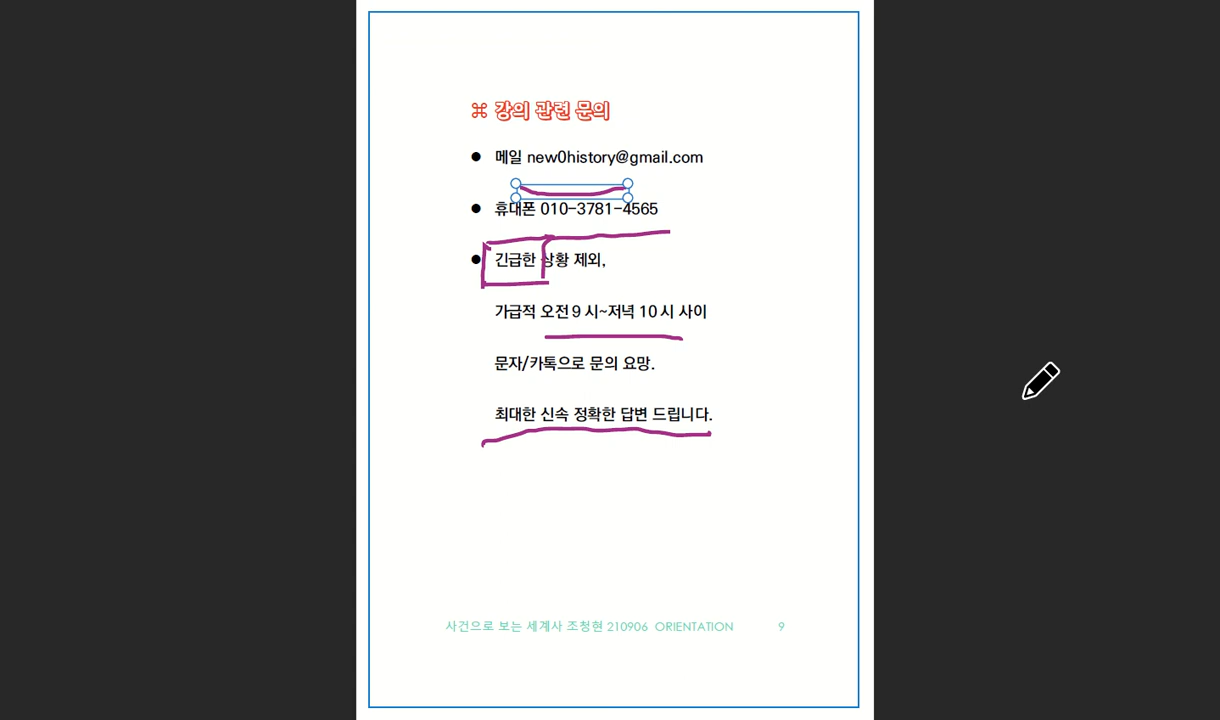 ⌘ 강의 관련 문의
● 메일 new0history@gmail.com
● 휴대폰 010-3781-4565
● 긴급한 상황 제외,
가급적 오전 9 시~저녁 10 시 사이
문자/카톡으로 문의 요망.
최대한 신속 정확한 답변 드립니다.
사건으로 보는 세계사 조청현 210906 ORIENTATION 9